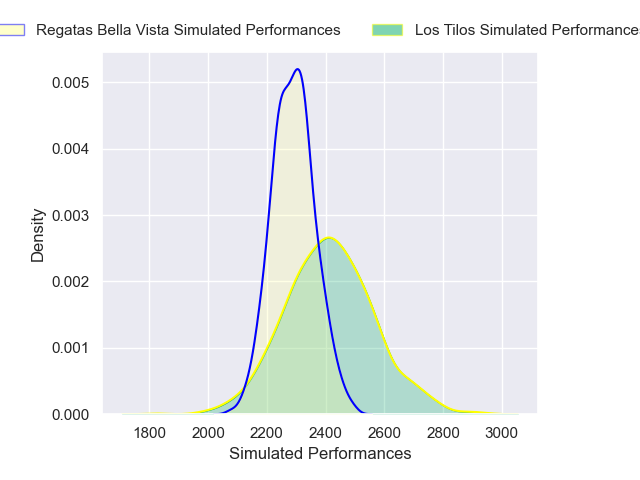 Regatas Bella Vista Simulated Performances
Los Tilos Simulated Performances
0.005
0.004
0.003
0.002
0.001
0.000
Density
1800 2000 2200 2400 2600 2800 3000
Simulated Performances